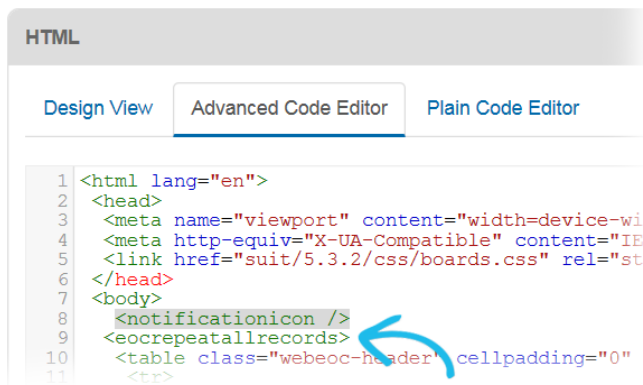 HTML
Design View Advanced Code Editor Plain Code Editor
1 <html lang="en">
2 <head>
3 <meta name="viewport" content="width=device-wi
4 <meta http-equiv="X-UA-Compatible" content="IE
5 <link href="suit/5.3.2/css/boards.css" rel="st
6 </head>
7 <body>
8 <notificationicon />
9 <eocrepeatallrecords>
10 <table class="webeoc-header" cellpadding="0"
11 <tr>